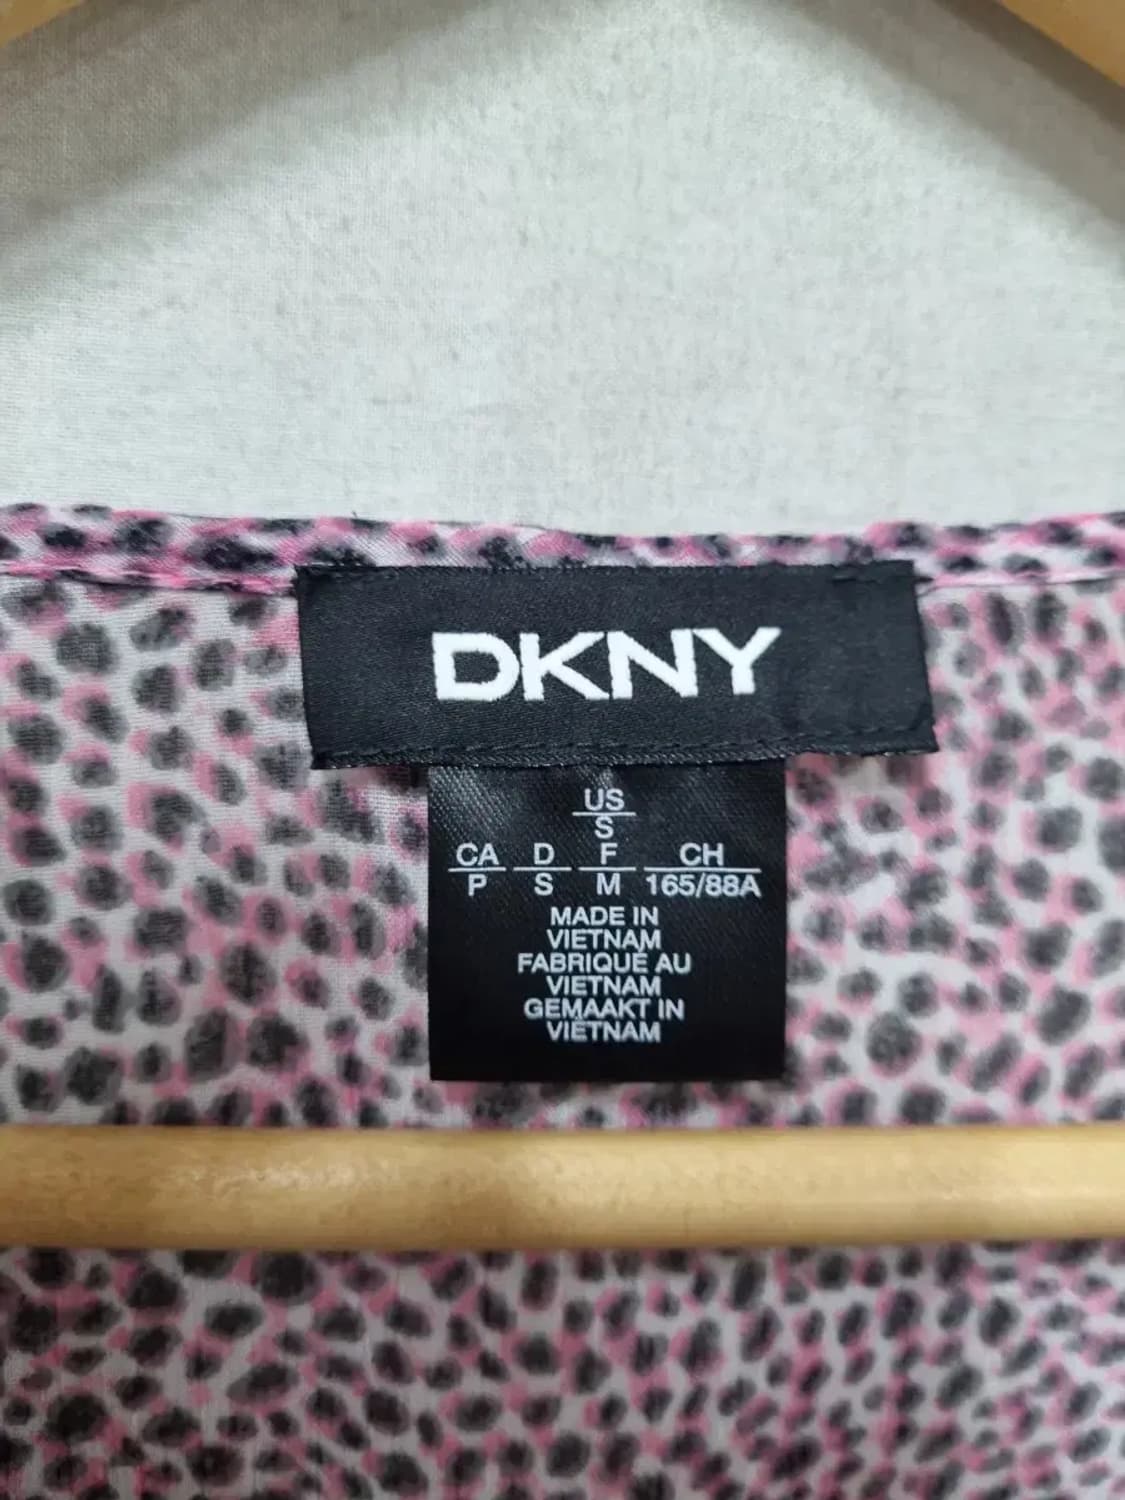 DKNY
US
S
CA D F CH
P S M 165/88A
MADE IN
VIETNAM
FABRIQUÉ AU
VIETNAM
GEMAAKT IN
VIETNAM